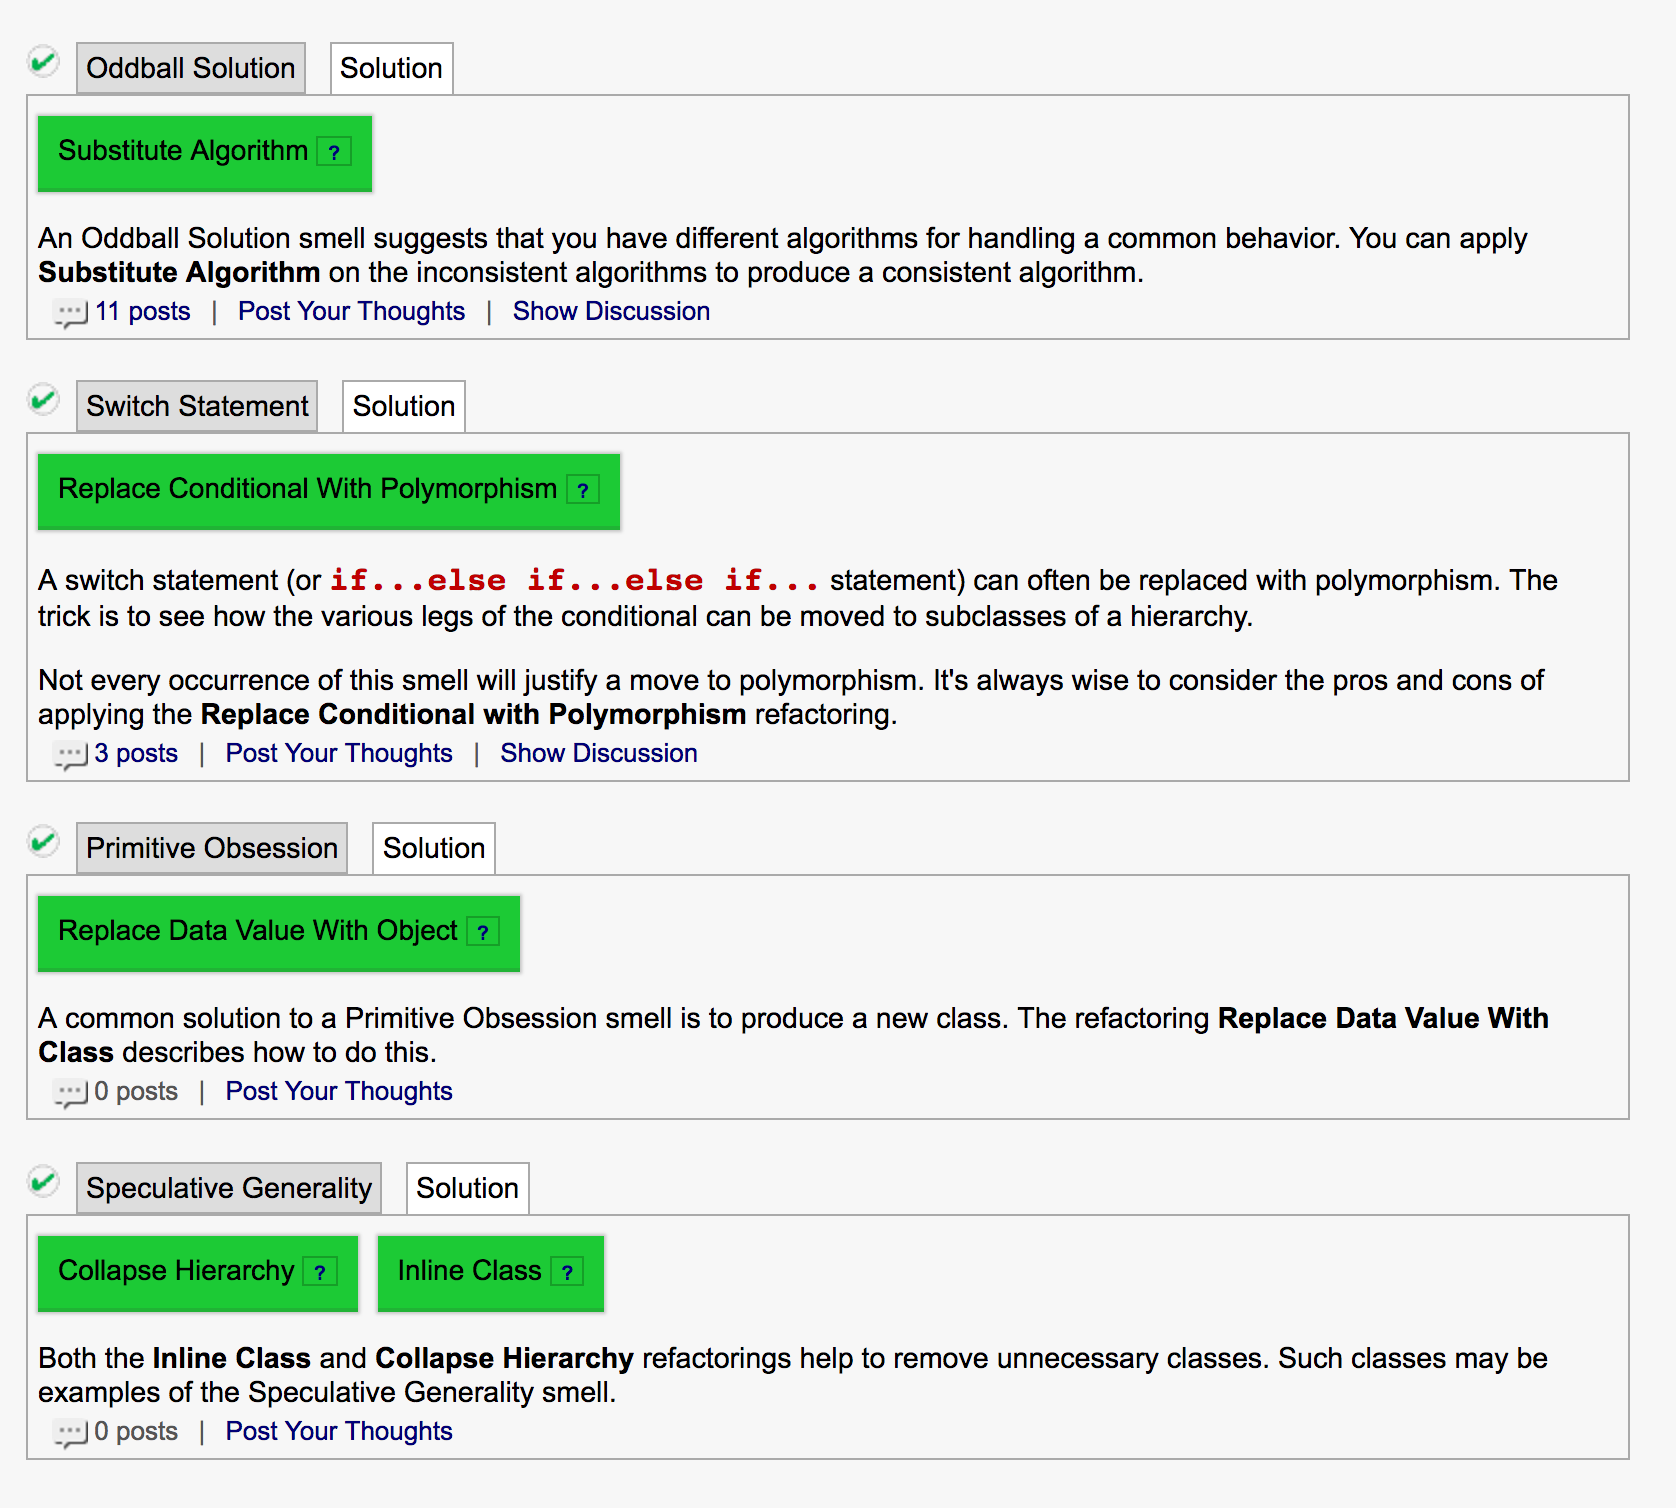 Oddball Solution Solution
Substitute Algorithm ?
An Oddball Solution smell suggests that you have different algorithms for handling a common behavior. You can apply
Substitute Algorithm on the inconsistent algorithms to produce a consistent algorithm.
11 posts | Post Your Thoughts | Show Discussion
Switch Statement Solution
Replace Conditional With Polymorphism ?
A switch statement (or if...else if...else if... statement) can often be replaced with polymorphism. The
trick is to see how the various legs of the conditional can be moved to subclasses of a hierarchy.
Not every occurrence of this smell will justify a move to polymorphism. It's always wise to consider the pros and cons of
applying the Replace Conditional with Polymorphism refactoring.
3 posts | Post Your Thoughts | Show Discussion
Primitive Obsession Solution
Replace Data Value With Object ?
A common solution to a Primitive Obsession smell is to produce a new class. The refactoring Replace Data Value With
Class describes how to do this.
0 posts | Post Your Thoughts
Speculative Generality Solution
Collapse Hierarchy ? Inline Class ?
Both the Inline Class and Collapse Hierarchy refactorings help to remove unnecessary classes. Such classes may be
examples of the Speculative Generality smell.
0 posts | Post Your Thoughts